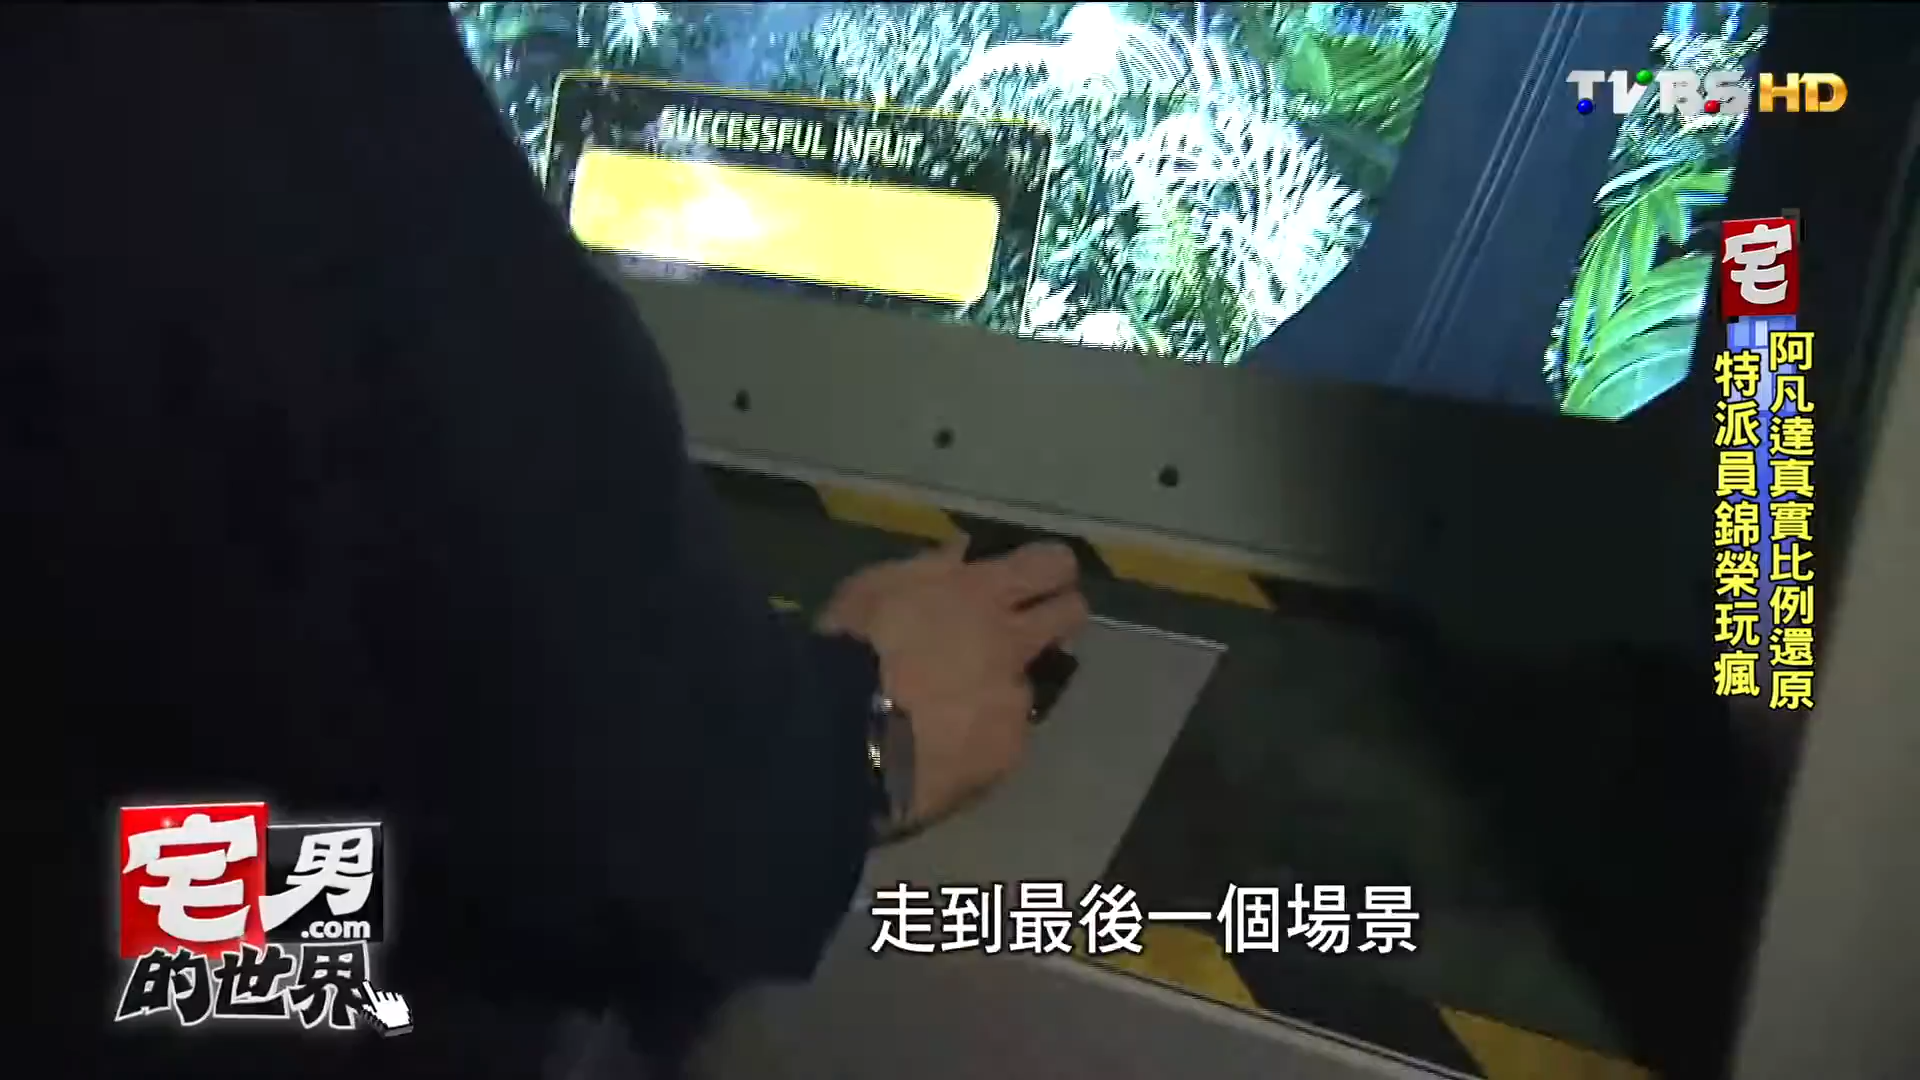 SUCCESSFUL INPUT
TVBS HD
宅
阿凡達真實比例還原
特派員錦榮玩瘋
走到最後一個場景
宅男
.com
的世界